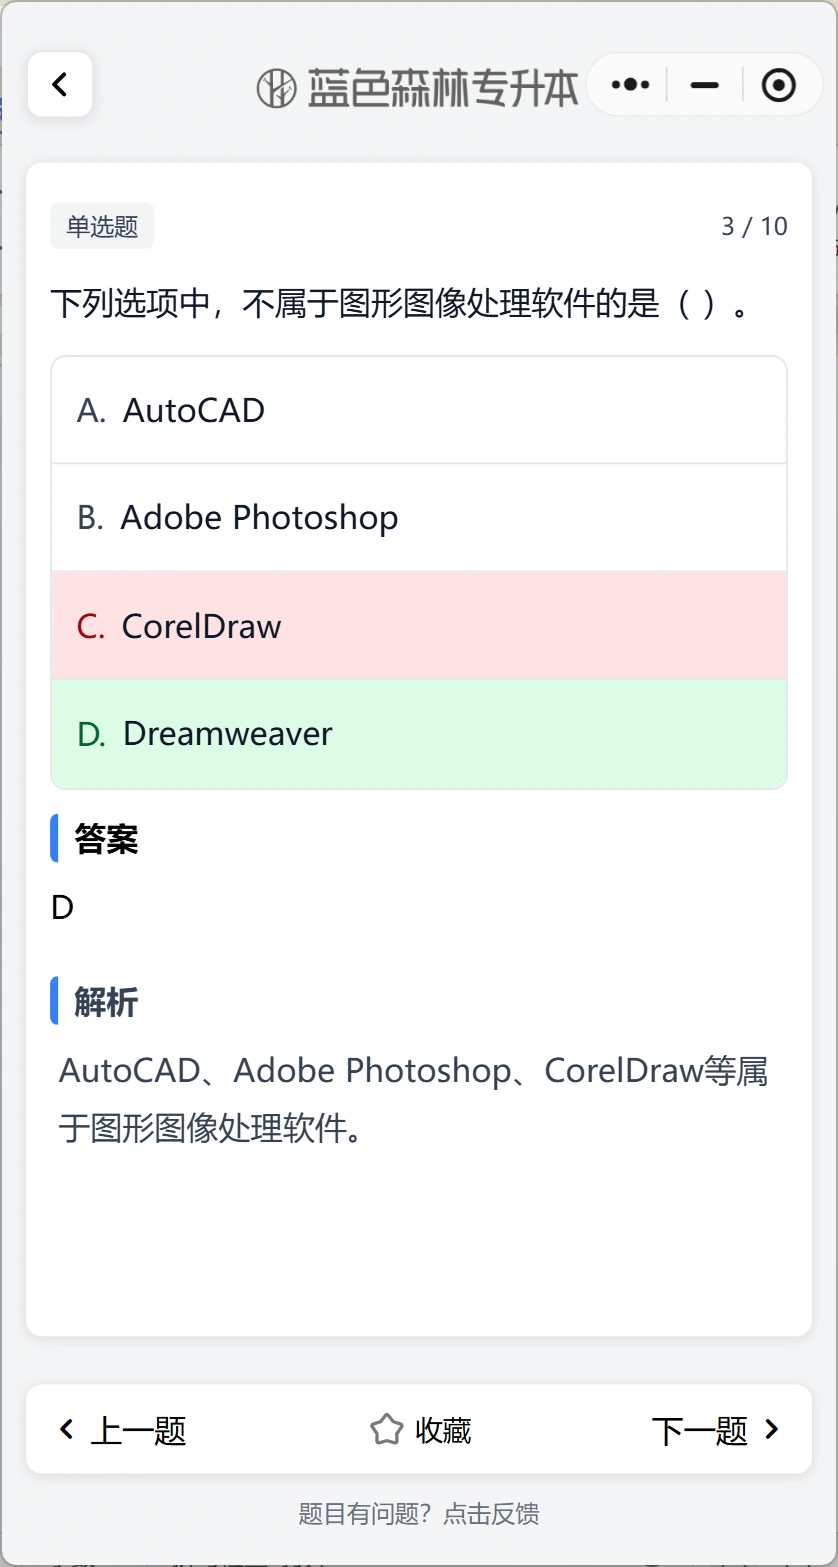 蓝色森林专升本
单选题
3 / 10
下列选项中，不属于图形图像处理软件的是（ ）。
A. AutoCAD
B. Adobe Photoshop
C. CorelDraw
D. Dreamweaver
答案
D
解析
AutoCAD、Adobe Photoshop、CorelDraw等属
于图形图像处理软件。
上一题
收藏
下一题
题目有问题？点击反馈